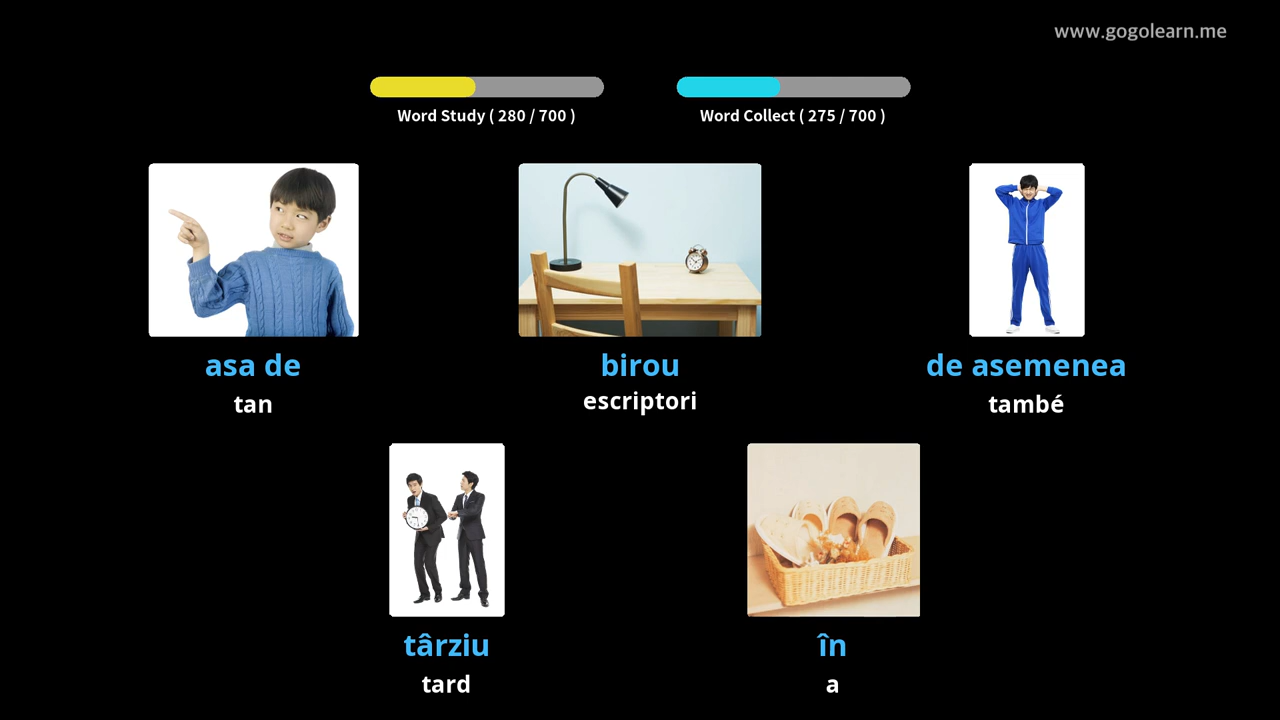 www.gogolearn.me
Word Study ( 280 / 700 )
Word Collect ( 275 / 700 )
asa de
tan
birou
escriptori
de asemenea
també
târziu
tard
în
a